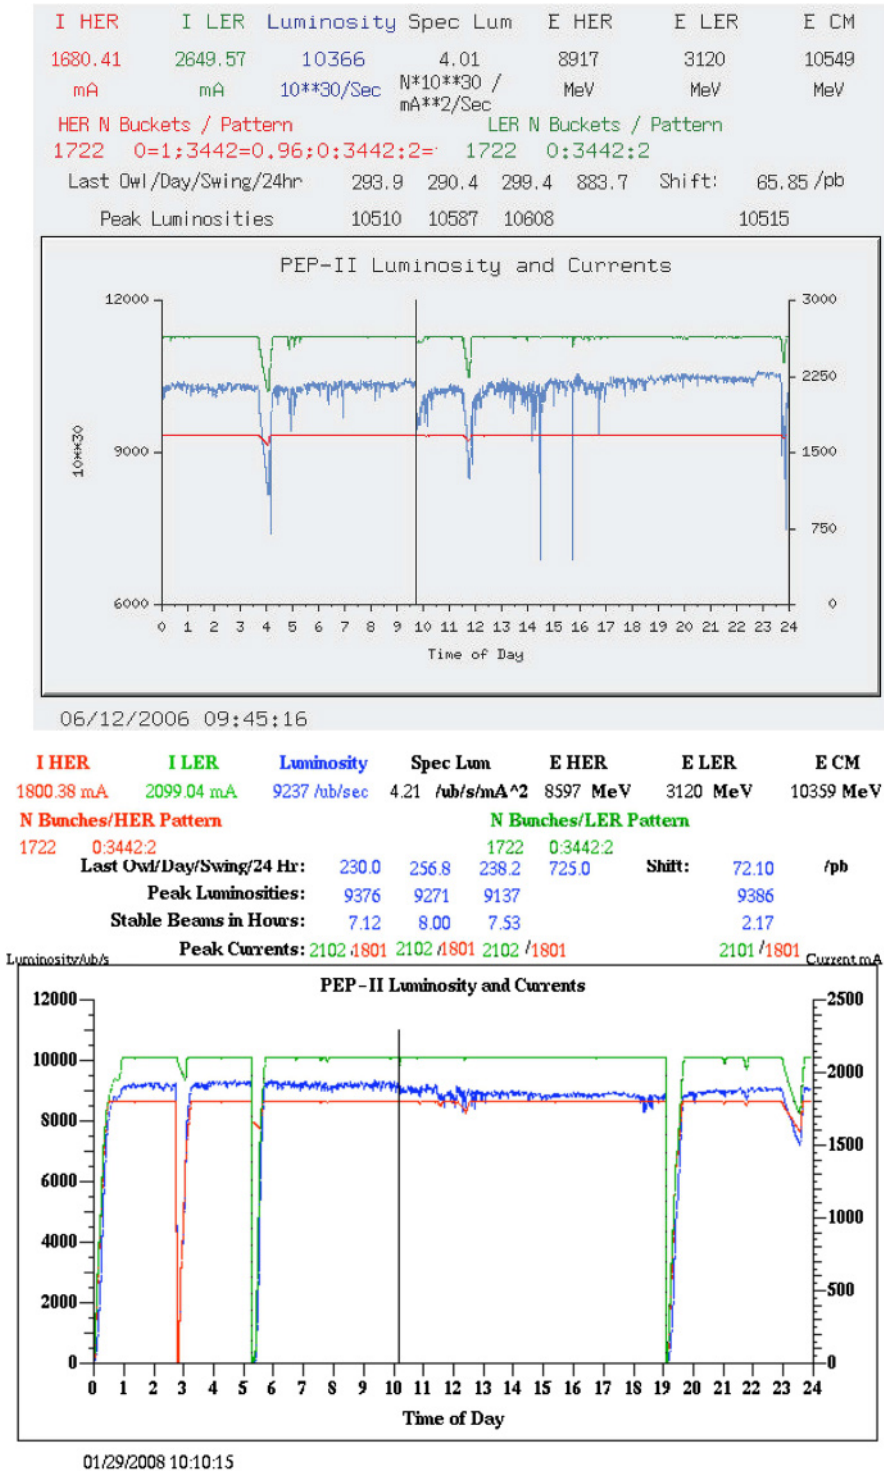 I HER I LER Luminosity Spec Lum E HER E LER E CM
1680.41 2649.57 10366 4.01 8917 3120 10549
mA mA 10**30/Sec N*10**30 / mA**2/Sec MeV MeV MeV
HER N Buckets / Pattern LER N Buckets / Pattern
1722 0=1;3442=0.96;0:3442:2= 1722 0:3442:2
Last Owl/Day/Swing/24hr 293.9 290.4 299.4 883.7 Shift: 65.85 /pb
Peak Luminosities 10510 10587 10608 10515
PEP-II Luminosity and Currents
12000 3000
2250
9000 1500
750
6000 0
10**30
0 1 2 3 4 5 6 7 8 9 10 11 12 13 14 15 16 17 18 19 20 21 22 23 24
Time of Day
06/12/2006 09:45:16
I HER I LER Luminosity Spec Lum E HER E LER E CM
1800.38 mA 2099.04 mA 9237 /ub/sec 4.21 /ub/s/mA^2 8597 MeV 3120 MeV 10359 MeV
N Bunches/HER Pattern N Bunches/LER Pattern
1722 0:3442:2 1722 0:3442:2
Last Owl/Day/Swing/24 Hr: 230.0 256.8 238.2 725.0 Shift: 72.10 /pb
Peak Luminosities: 9376 9271 9137 9386
Stable Beams in Hours: 7.12 8.00 7.53 2.17
Peak Currents: 2102 /1801 2102 /1801 2102 /1801 2101 /1801
Luminosity/ub/s Current mA
PEP-II Luminosity and Currents
12000 2500
10000 2000
8000
1500
6000
1000
4000
500
2000
0 0
0 1 2 3 4 5 6 7 8 9 10 11 12 13 14 15 16 17 18 19 20 21 22 23 24
Time of Day
01/29/2008 10:10:15